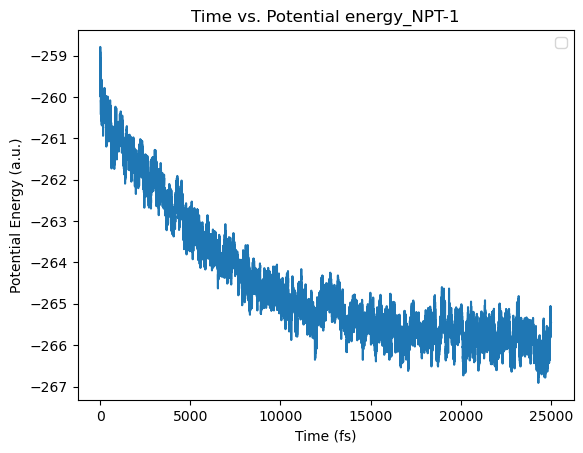 Time vs. Potential energy_NPT-1
Potential Energy (a.u.)
−259
−260
−261
−262
−263
−264
−265
−266
−267
0 5000 10000 15000 20000 25000
Time (fs)